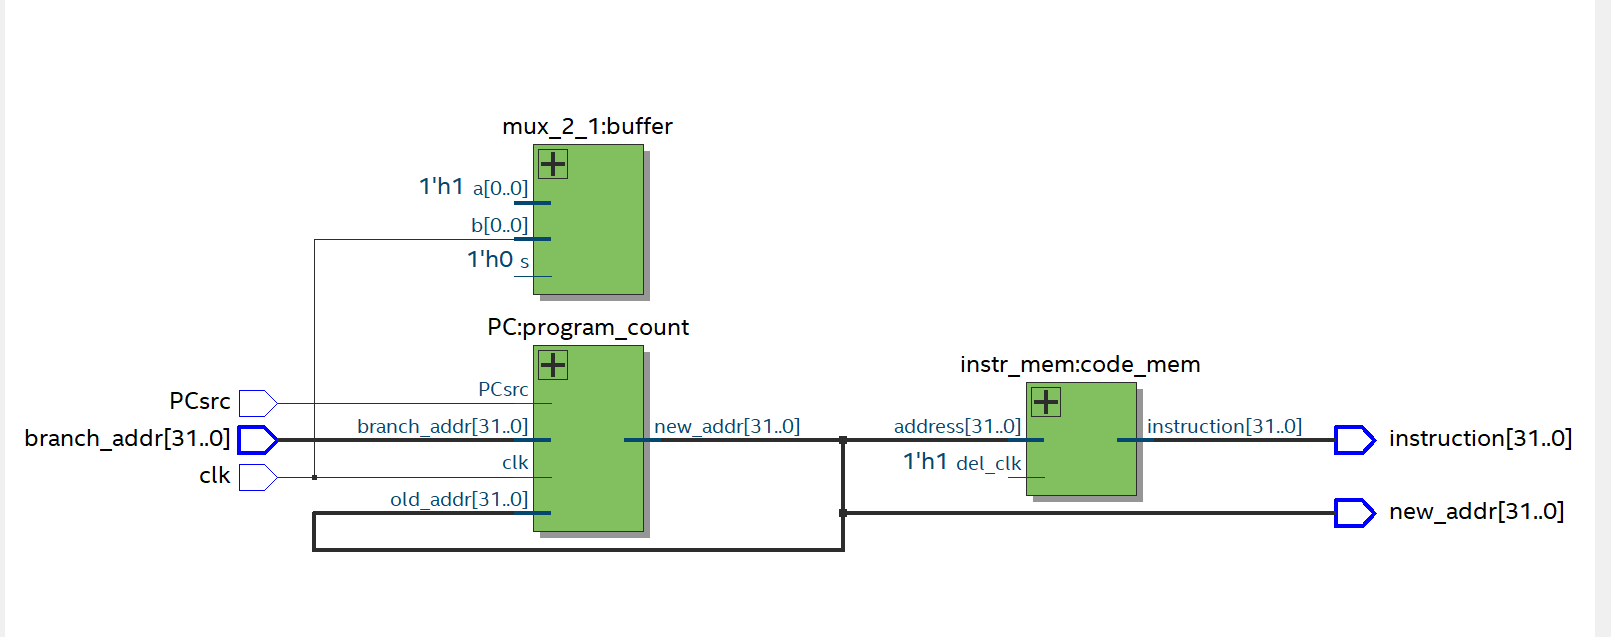 mux_2_1:buffer
1'h1 a[0..0]
b[0..0]
1'h0 s
PC:program_count
PCsrc
branch_addr[31..0]
clk
PCsrc
branch_addr[31..0]
clk
old_addr[31..0]
new_addr[31..0]
instr_mem:code_mem
address[31..0]
1'h1 del_clk
instruction[31..0]
instruction[31..0]
new_addr[31..0]